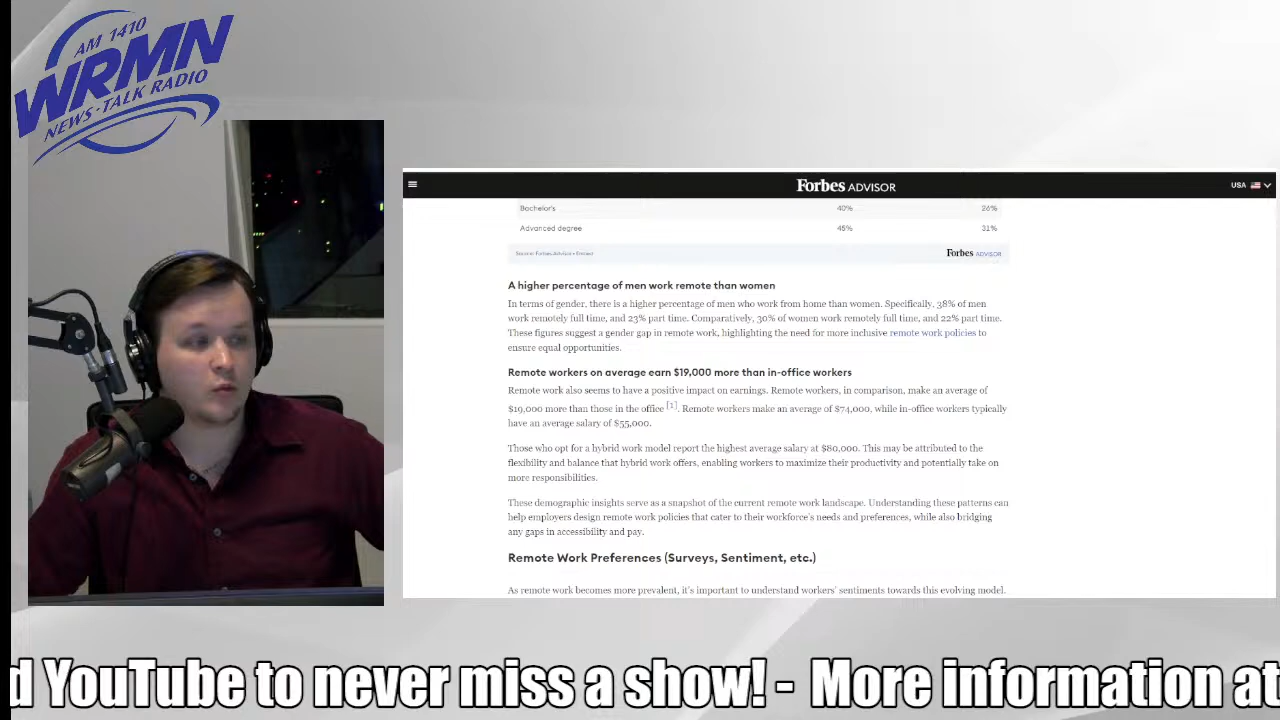 AM 1410
WRMN
NEWS-TALK RADIO
Forbes ADVISOR
USA
Bachelor's 40% 26%
Advanced degree 45% 31%
Source: Forbes Advisor • Embed
Forbes ADVISOR
A higher percentage of men work remote than women
In terms of gender, there is a higher percentage of men who work from home than women. Specifically, 38% of men
work remotely full time, and 23% part time. Comparatively, 30% of women work remotely full time, and 22% part time.
These figures suggest a gender gap in remote work, highlighting the need for more inclusive remote work policies to
ensure equal opportunities.
Remote workers on average earn $19,000 more than in-office workers
Remote work also seems to have a positive impact on earnings. Remote workers, in comparison, make an average of
$19,000 more than those in the office [1]. Remote workers make an average of $74,000, while in-office workers typically
have an average salary of $55,000.
Those who opt for a hybrid work model report the highest average salary at $80,000. This may be attributed to the
flexibility and balance that hybrid work offers, enabling workers to maximize their productivity and potentially take on
more responsibilities.
These demographic insights serve as a snapshot of the current remote work landscape. Understanding these patterns can
help employers design remote work policies that cater to their workforce's needs and preferences, while also bridging
any gaps in accessibility and pay.
Remote Work Preferences (Surveys, Sentiment, etc.)
As remote work becomes more prevalent, it's important to understand workers' sentiments towards this evolving model.
d YouTube to never miss a show! - More information at